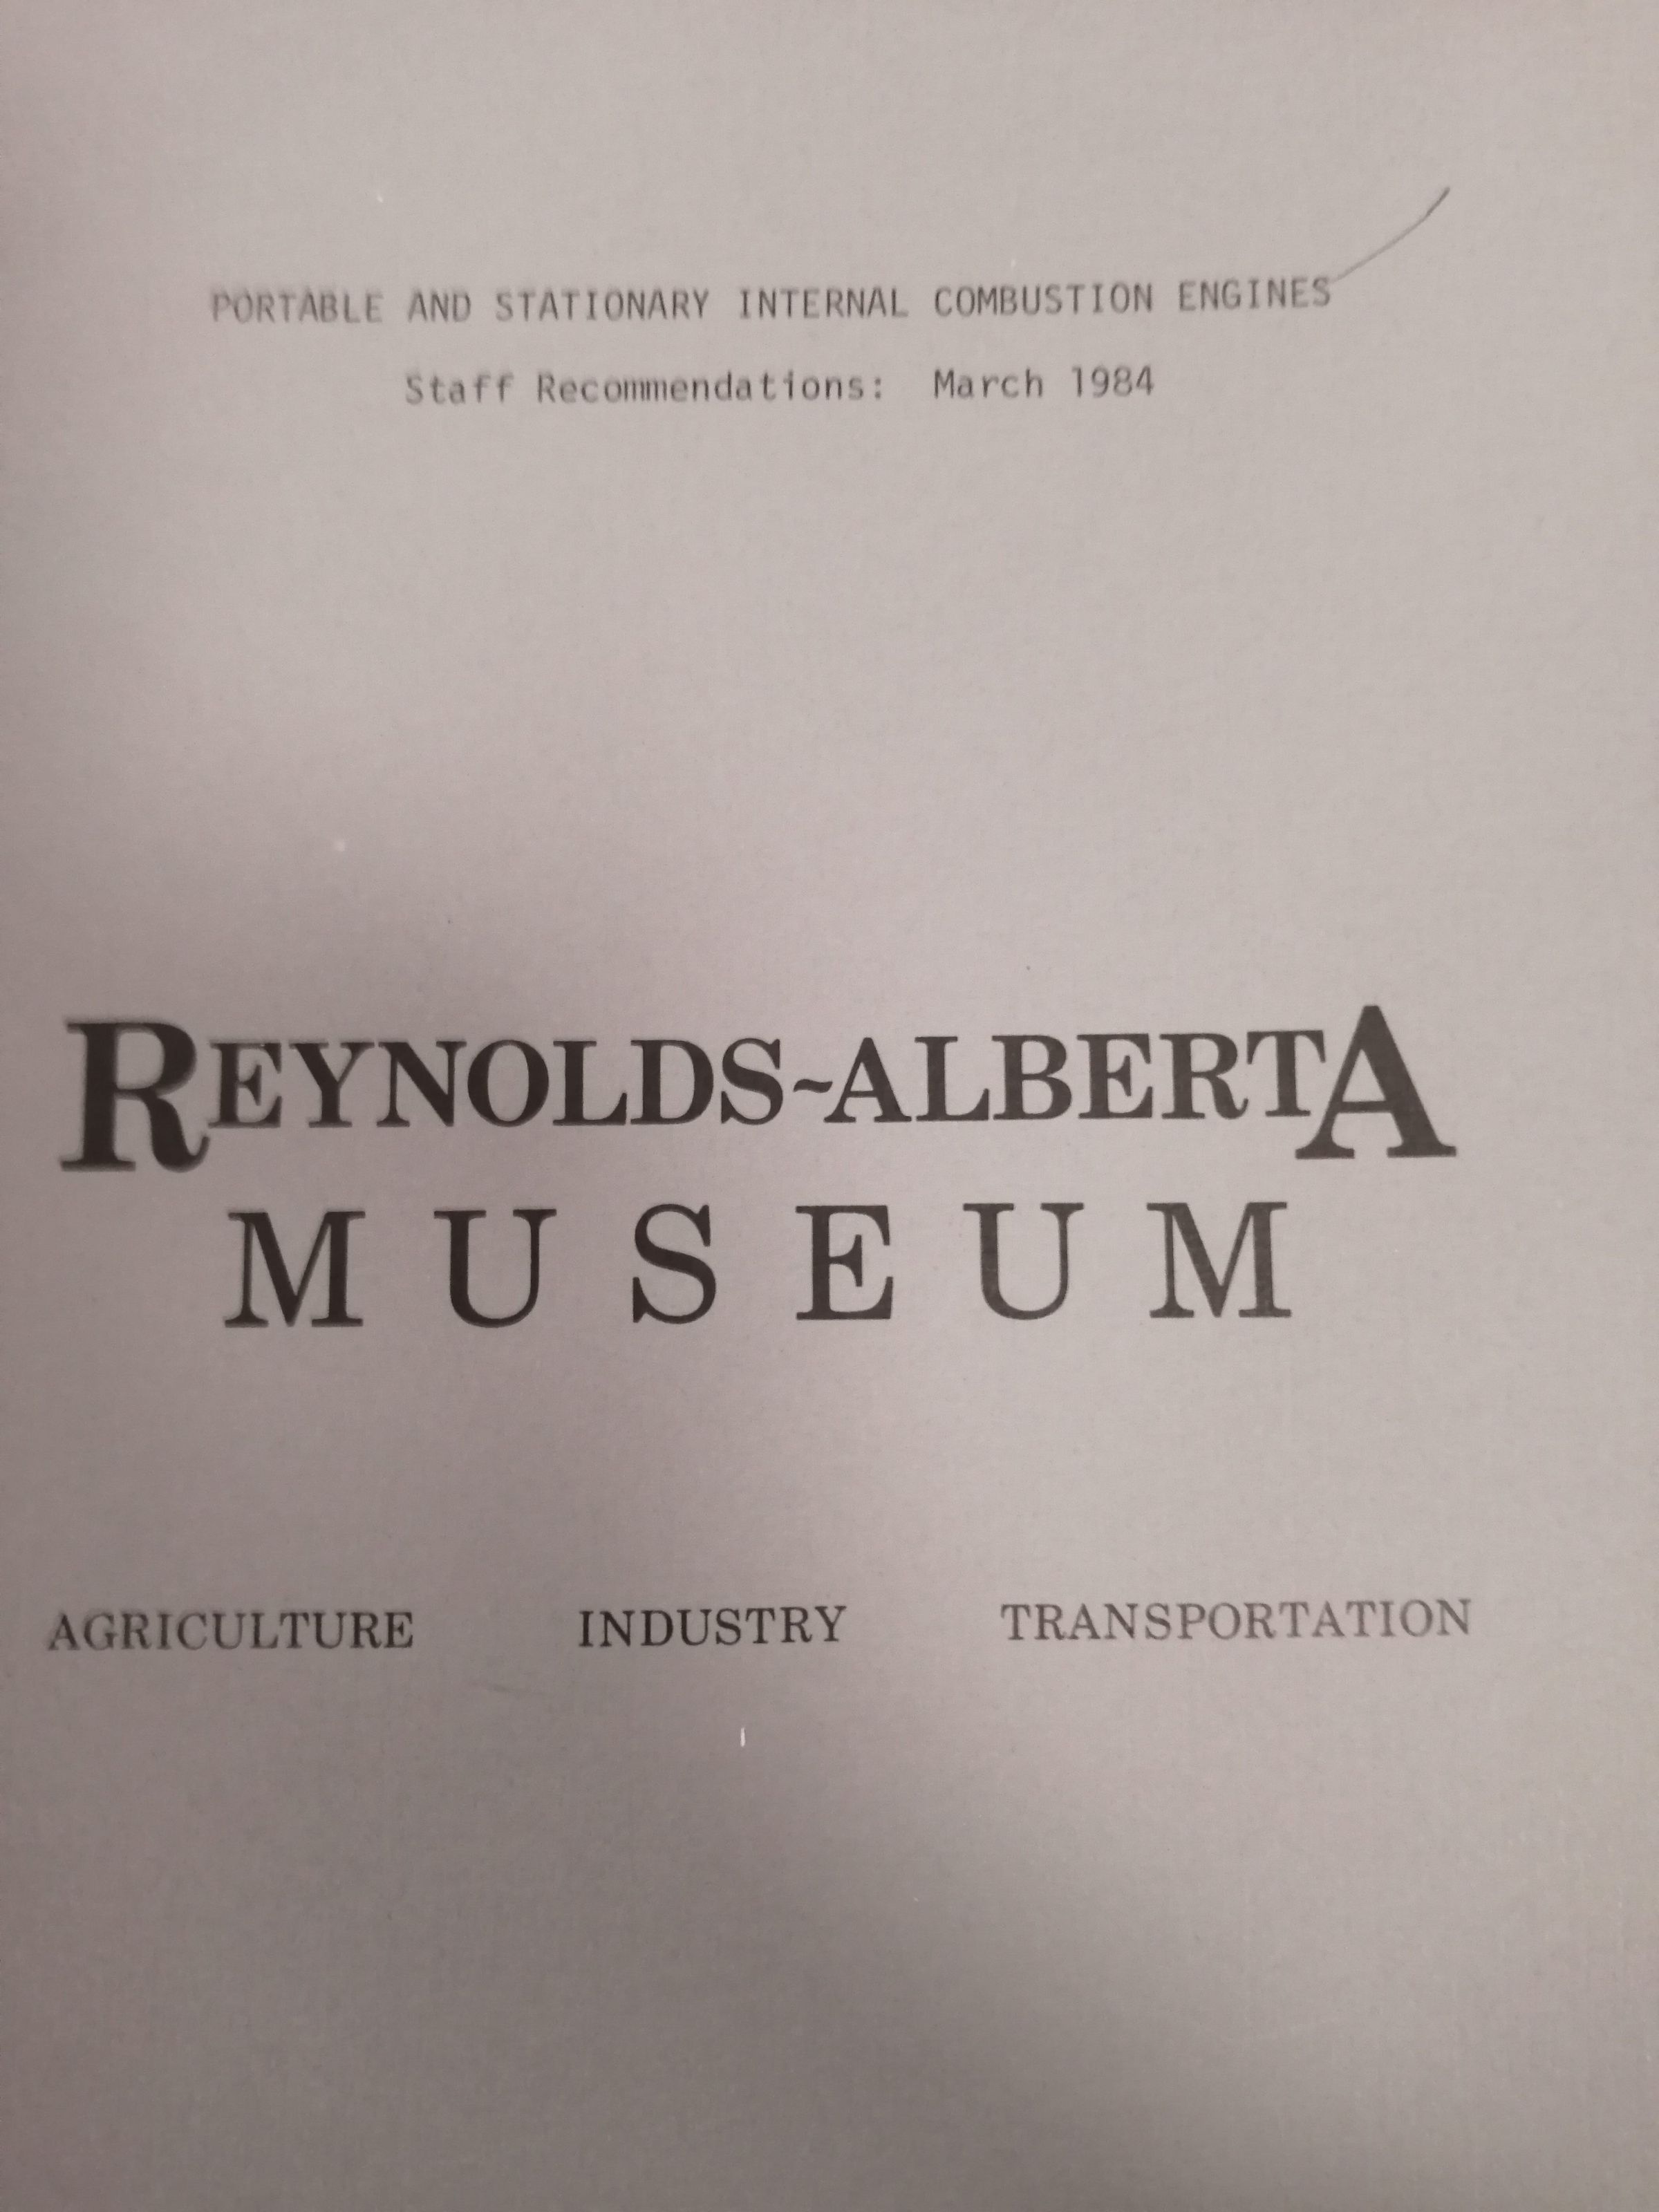 PORTABLE AND STATIONARY INTERNAL COMBUSTION ENGINES
Staff Recommendations: March 1984
REYNOLDS~ALBERTA
MUSEUM
AGRICULTURE INDUSTRY TRANSPORTATION